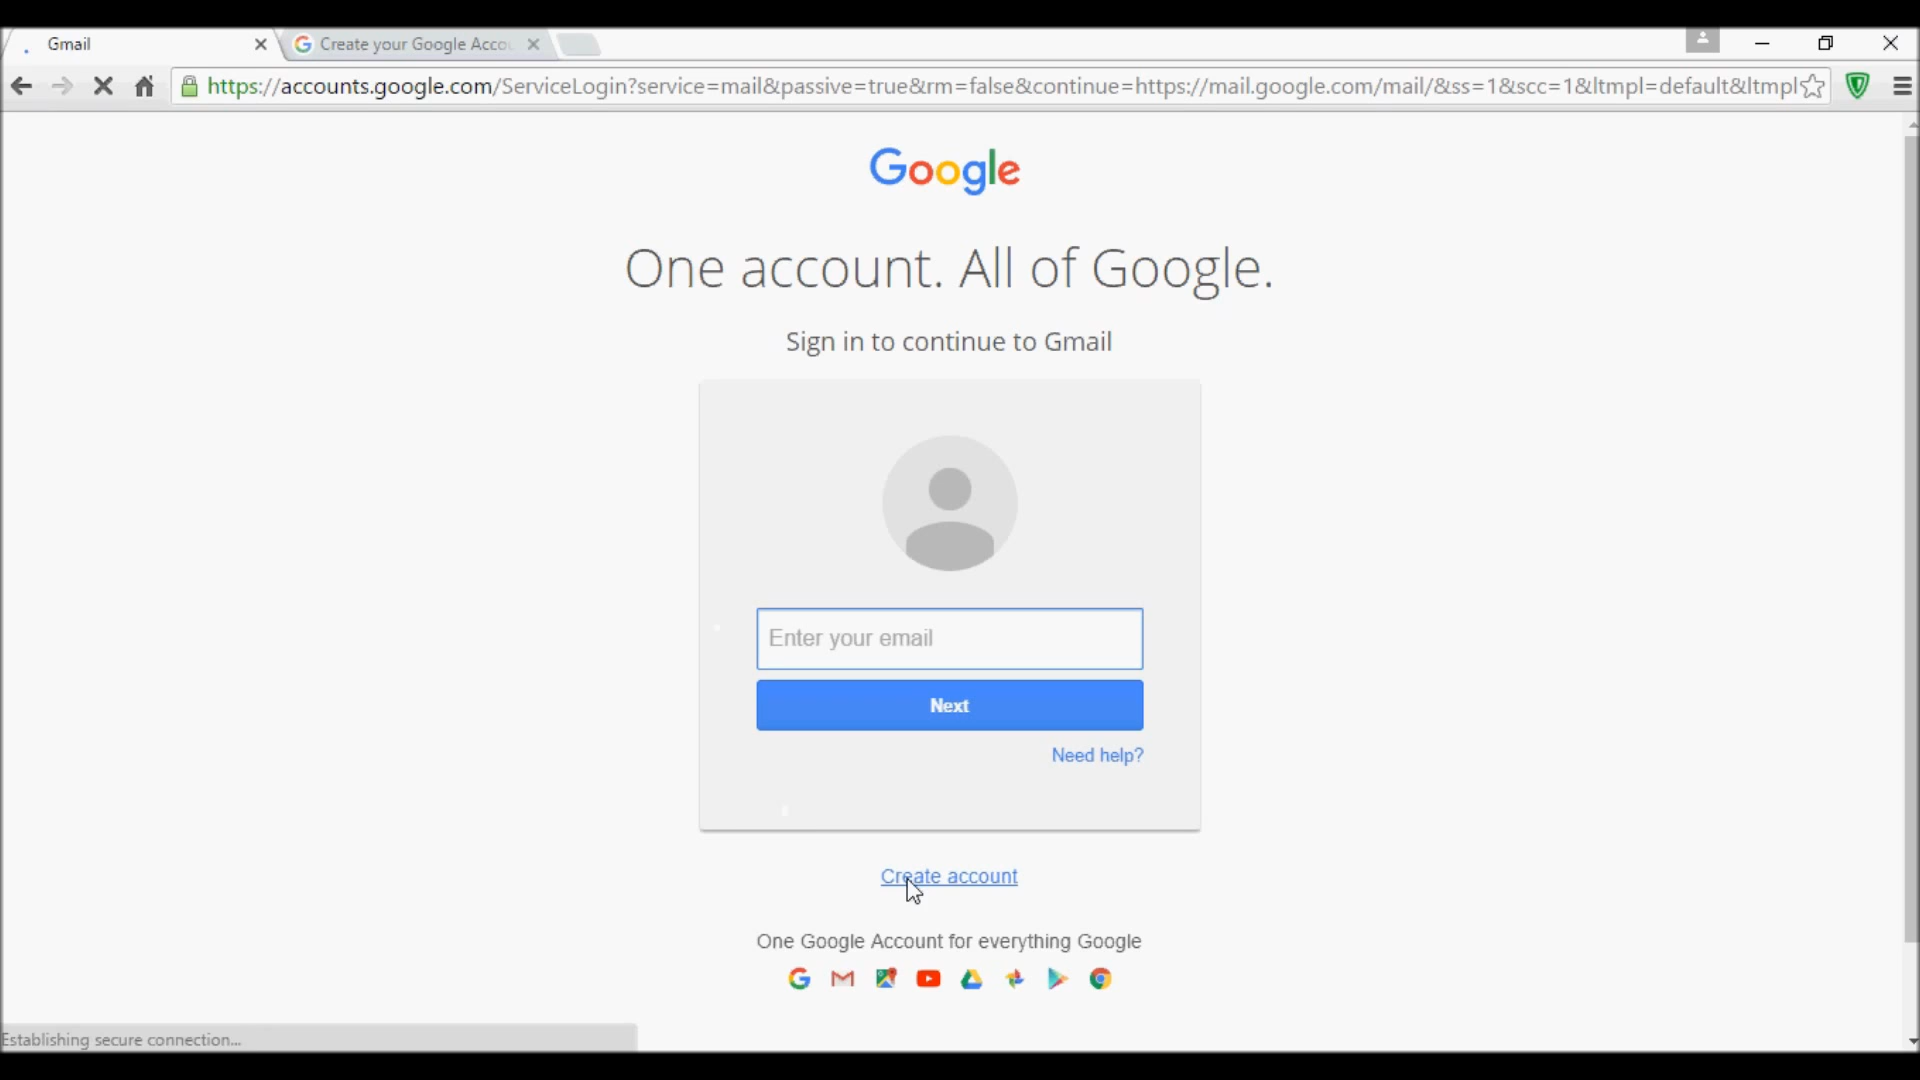 Gmail
Create your Google Accou
https://accounts.google.com/ServiceLogin?service=mail&passive=true&rm=false&continue=https://mail.google.com/mail/&ss=1&scc=1&ltmpl=default&ltmpl
Google
One account. All of Google.
Sign in to continue to Gmail
Enter your email
Next
Need help?
Create account
One Google Account for everything Google
Establishing secure connection...